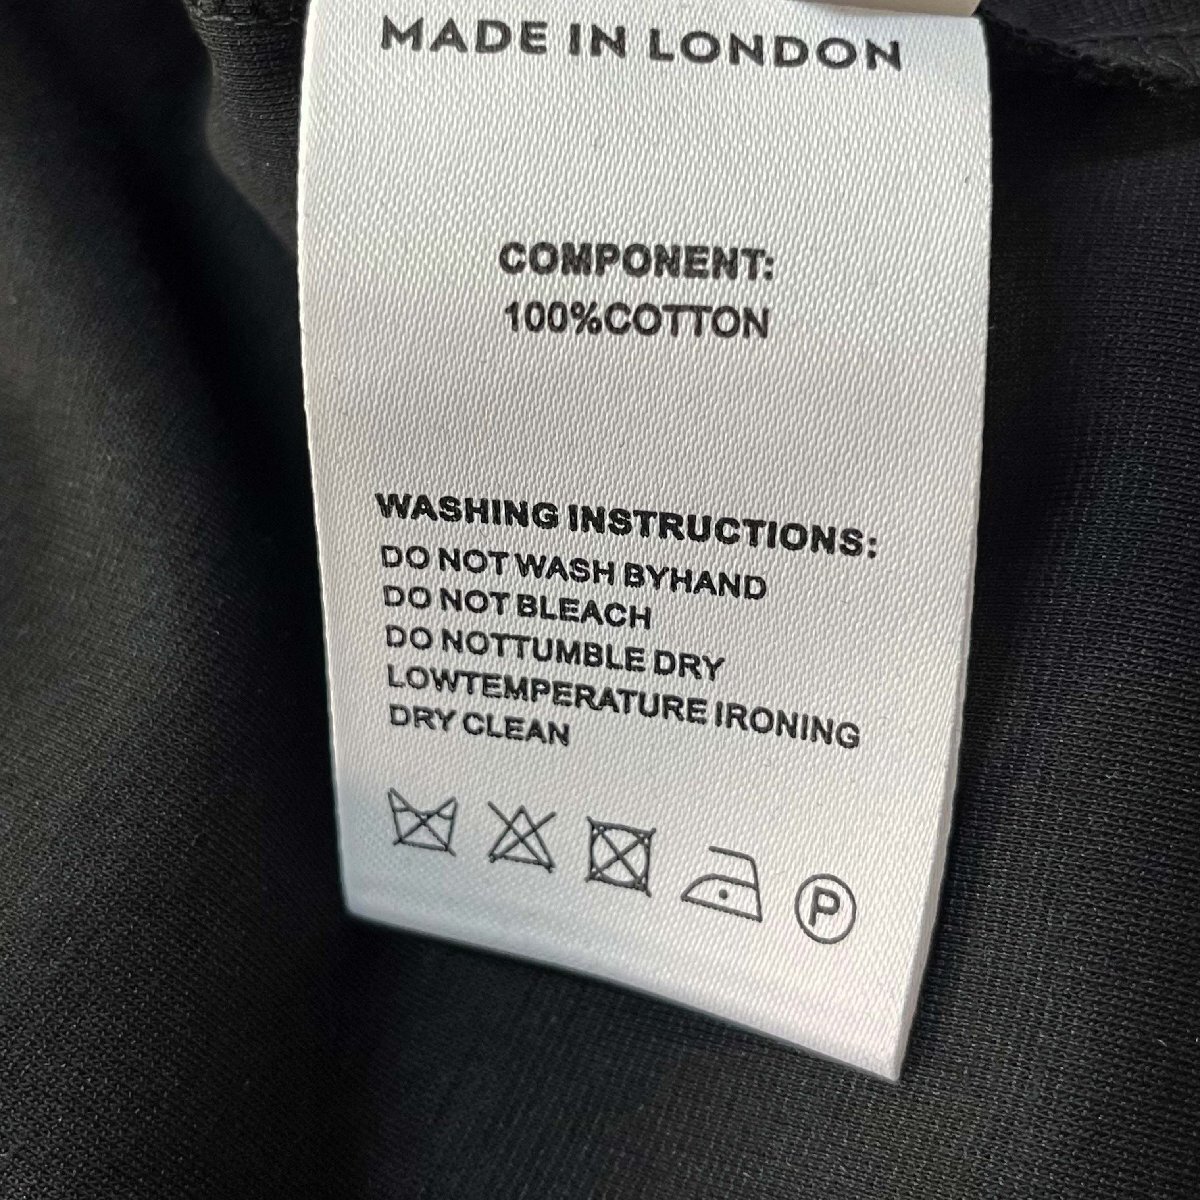 MADE IN LONDON
COMPONENT:
100%COTTON
WASHING INSTRUCTIONS:
DO NOT WASH BYHAND
DO NOT BLEACH
DO NOTTUMBLE DRY
LOWTEMPERATURE IRONING
DRY CLEAN
P